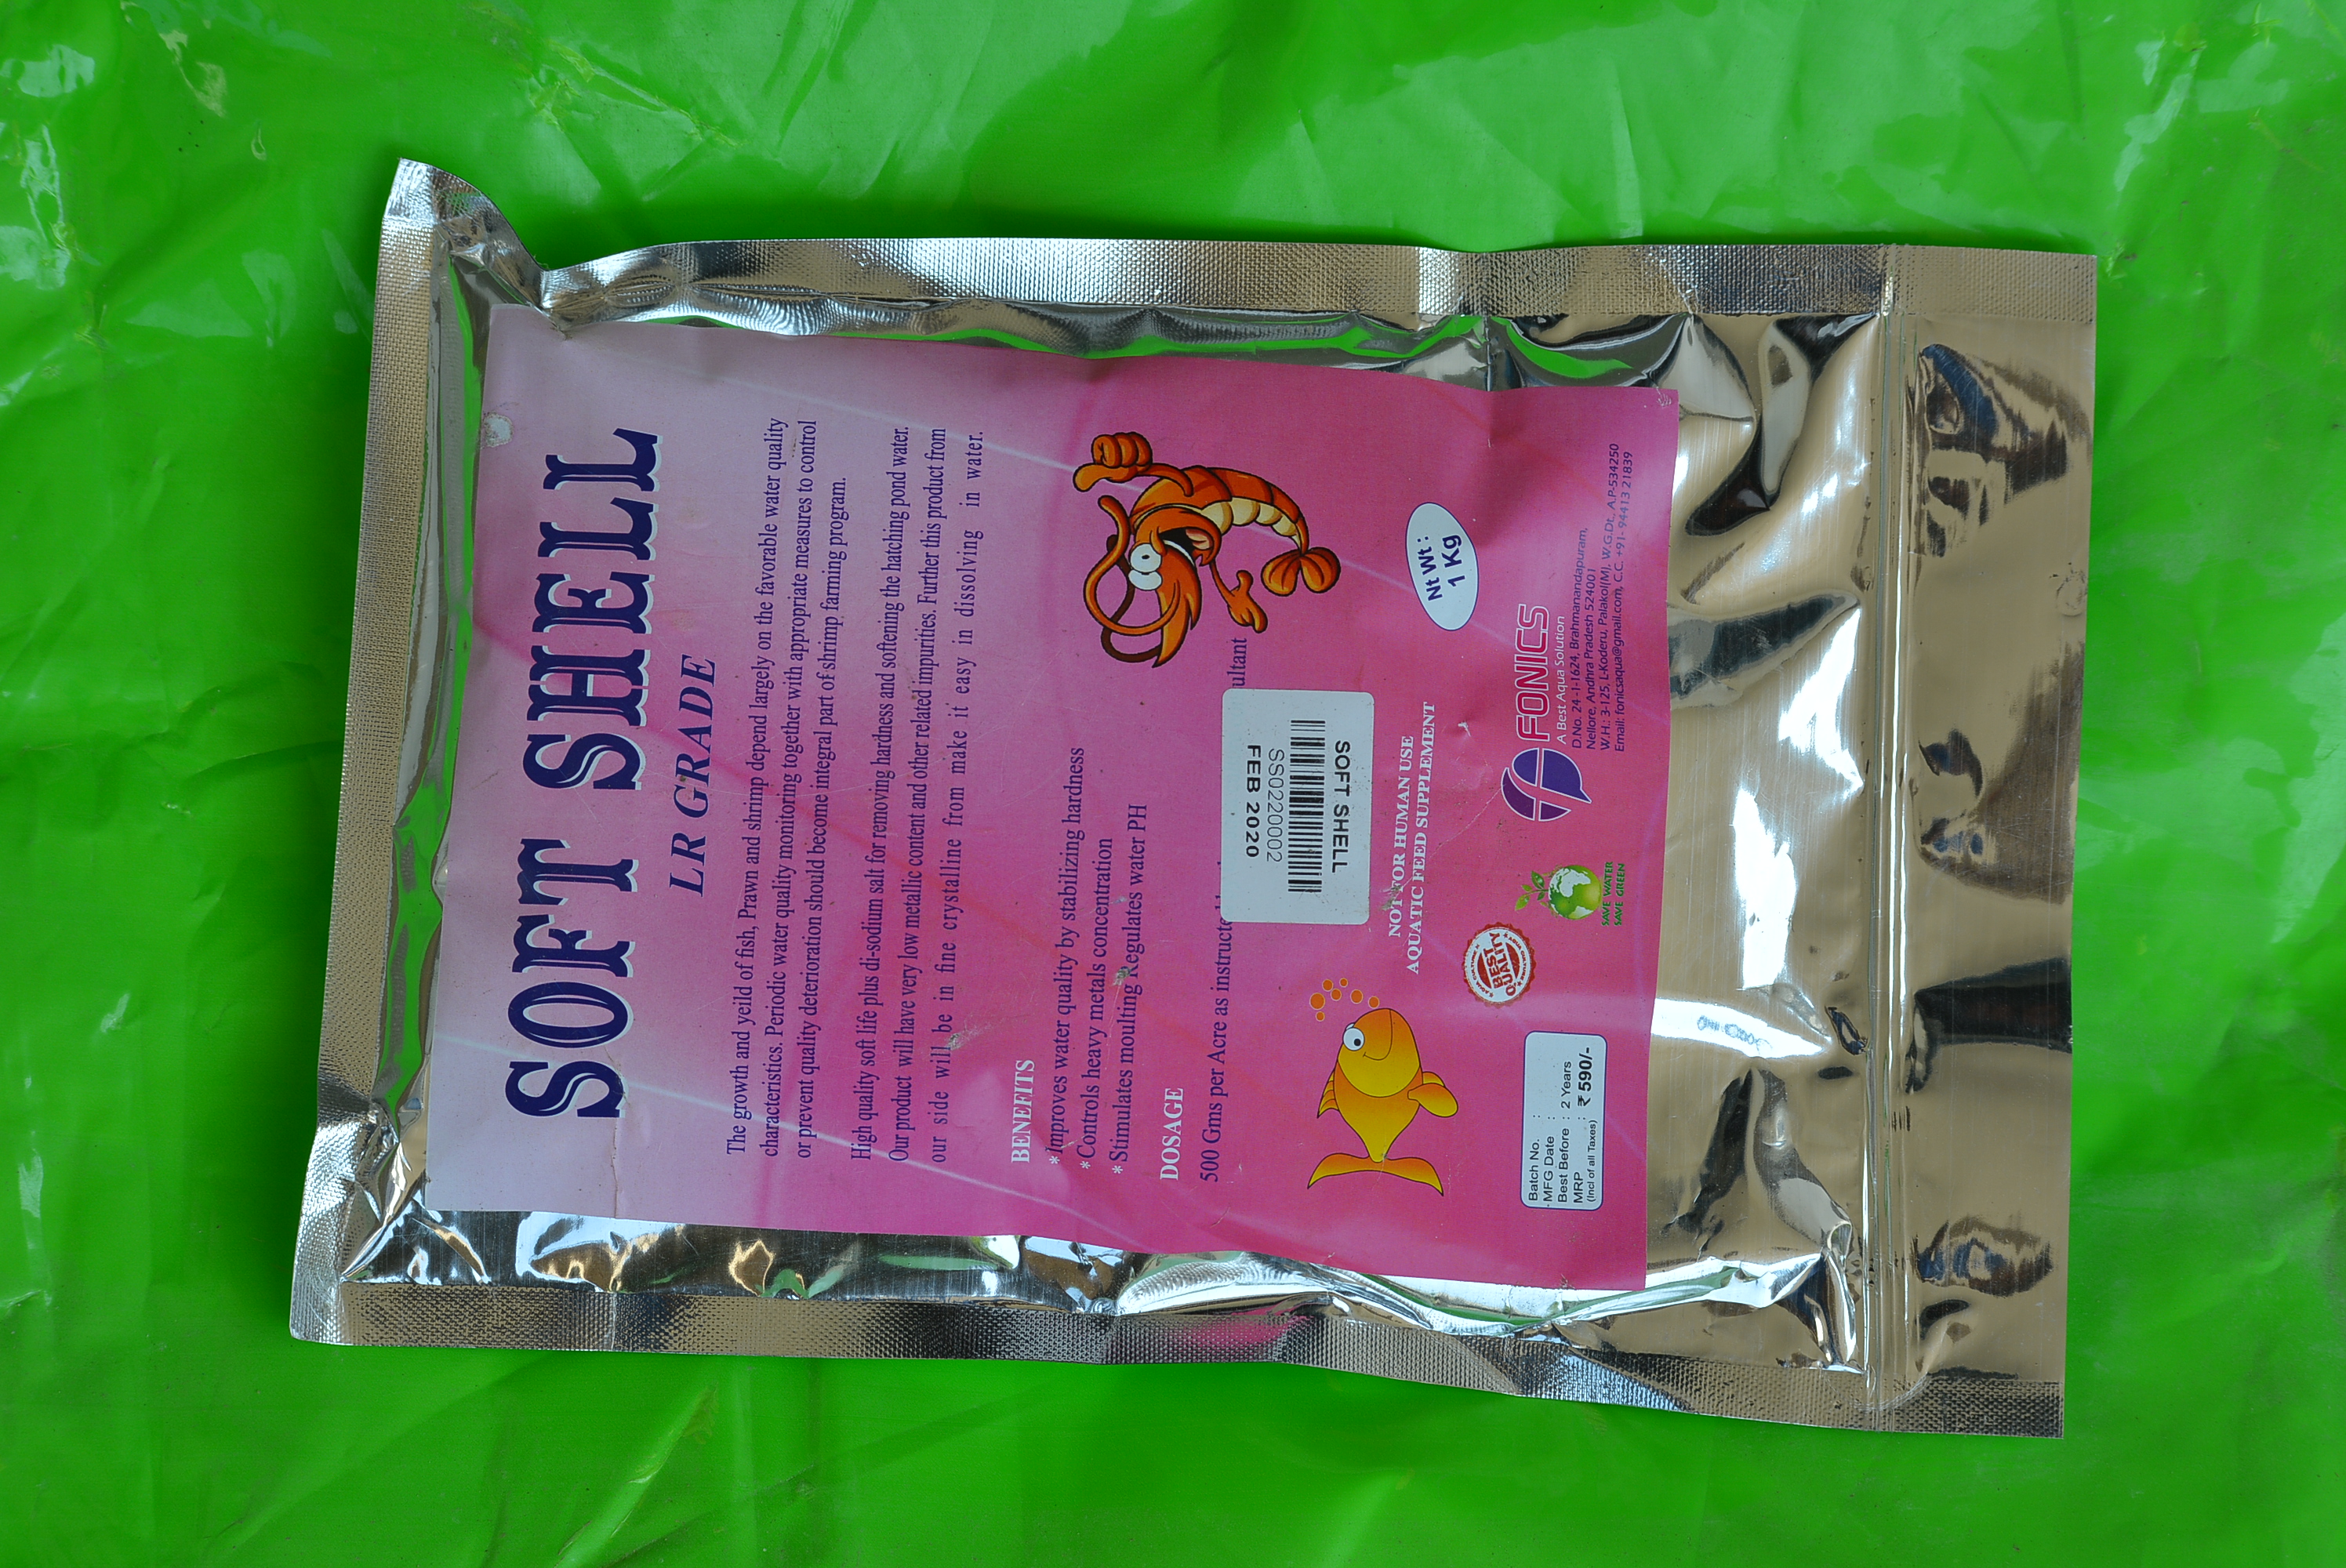 SOFT SHELL
LR GRADE
The growth and yeild of fish, Prawn and shrimp depend largely on the favorable water quality
characteristics. Periodic water quality monitoring together with appropriate measures to control
or prevent quality deterioration should become integral part of shrimp farming program.
High quality soft life plus di-sodium salt for removing hardness and softening the hatching pond water.
Our product will have very low metallic content and other related impurities. Further this product from
our side will be in fine crystalline from make it easy in dissolving in water.
BENEFITS
*Improves water quality by stabilizing hardness
*Controls heavy metals concentration
*Stimulates moulting Regulates water PH
DOSAGE
500 Gms per Acre as instructe ultant
SOFT SHELL
SS02200002
FEB 2020
NOT FOR HUMAN USE
AQUATIC FEED SUPPLEMENT
Nt Wt :
1 Kg
BEST
QUALITY
SAVE WATER
SAVE GREEN
FONICS
A Best Aqua Solution
D.No. 24-1-1624, Brahmanandapuram,
Nellore, Andhra Pradesh 524001
W.H.: 3-125, L-Koderu, Palakol(M), W.G.Dt., A.P-534250
Email: fonicsaqua@gmail.com, C.C. +91- 94413 21839
Batch No. :
MFG Date :
Best Before : 2 Years
MRP : ₹ 590/-
(Incl of all Taxes)